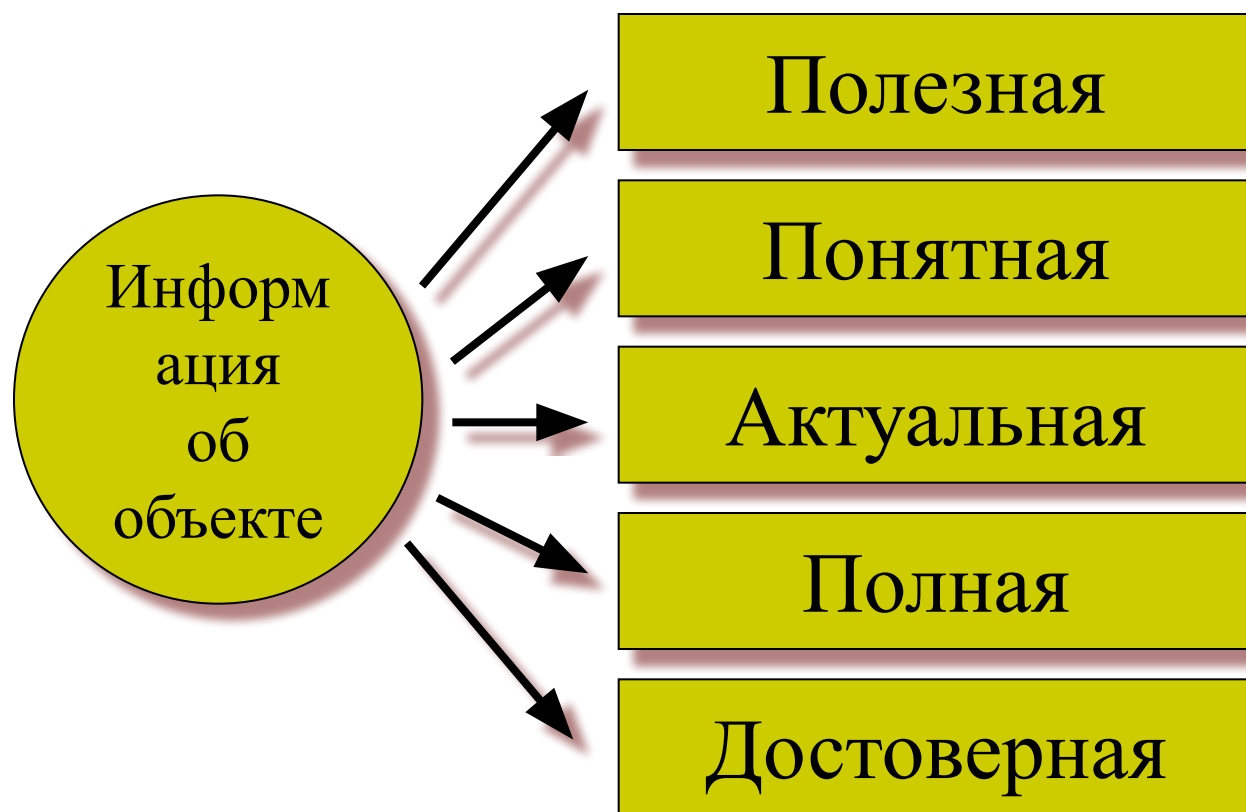 Информ
ация
об
объекте
Полезная
Понятная
Актуальная
Полная
Достоверная